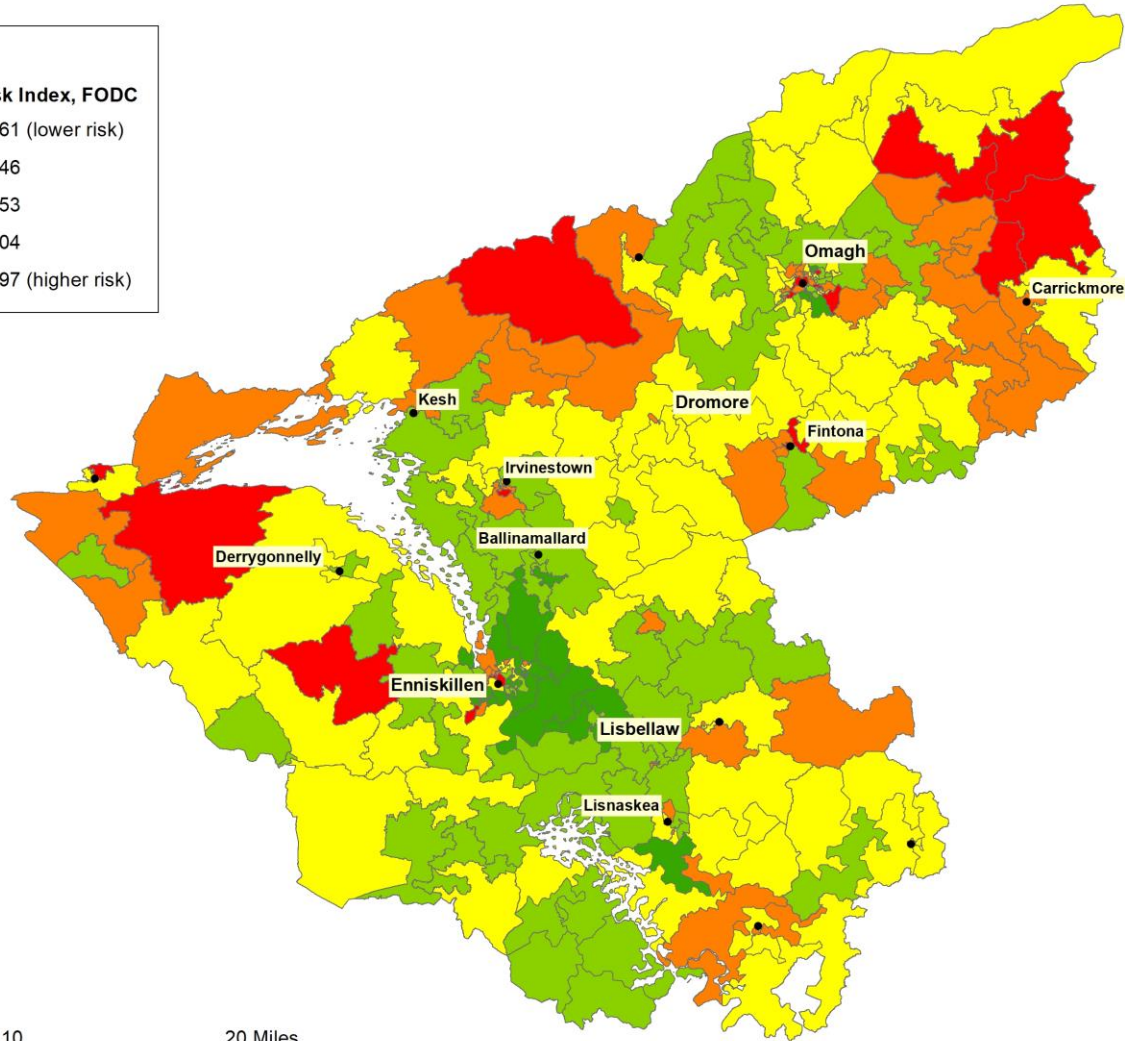 sk Index, FODC
61 (lower risk)
46
53
04
97 (higher risk)
Omagh
Carrickmore
Kesh
Dromore
Fintona
Irvinestown
Ballinamallard
Derrygonnelly
Enniskillen
Lisbellaw
Lisnaskea
10 20 Miles